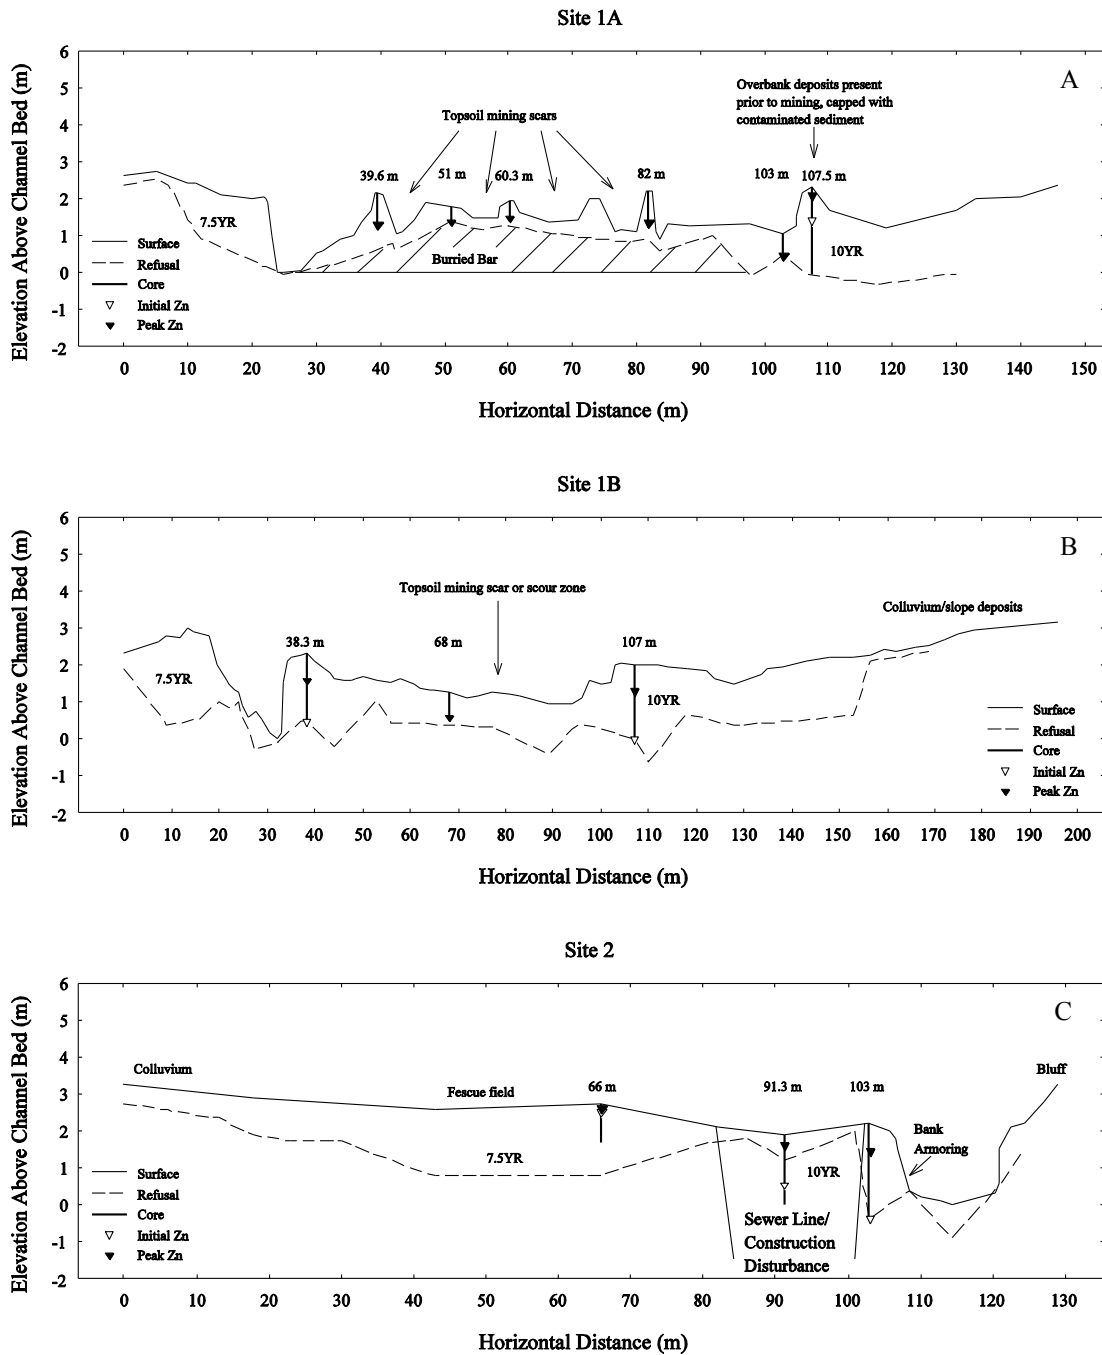 Site 1A
A
Elevation Above Channel Bed (m)
6
5
4
3
2
1
0
-1
-2
Overbank deposits present
prior to mining, capped with
contaminated sediment
Topsoil mining scars
39.6 m
51 m
60.3 m
82 m
103 m
107.5 m
7.5YR
10YR
Burried Bar
Surface
Refusal
Core
Initial Zn
Peak Zn
0 10 20 30 40 50 60 70 80 90 100 110 120 130 140 150
Horizontal Distance (m)
Site 1B
B
Elevation Above Channel Bed (m)
6
5
4
3
2
1
0
-1
-2
Topsoil mining scar or scour zone
Colluvium/slope deposits
38.3 m
68 m
107 m
7.5YR
10YR
Surface
Refusal
Core
Initial Zn
Peak Zn
0 10 20 30 40 50 60 70 80 90 100 110 120 130 140 150 160 170 180 190 200
Horizontal Distance (m)
Site 2
C
Elevation Above Channel Bed (m)
6
5
4
3
2
1
0
-1
-2
Colluvium
Bluff
Fescue field
66 m
91.3 m
103 m
Bank
Armoring
7.5YR
10YR
Surface
Refusal
Core
Initial Zn
Peak Zn
Sewer Line/
Construction
Disturbance
0 10 20 30 40 50 60 70 80 90 100 110 120 130
Horizontal Distance (m)